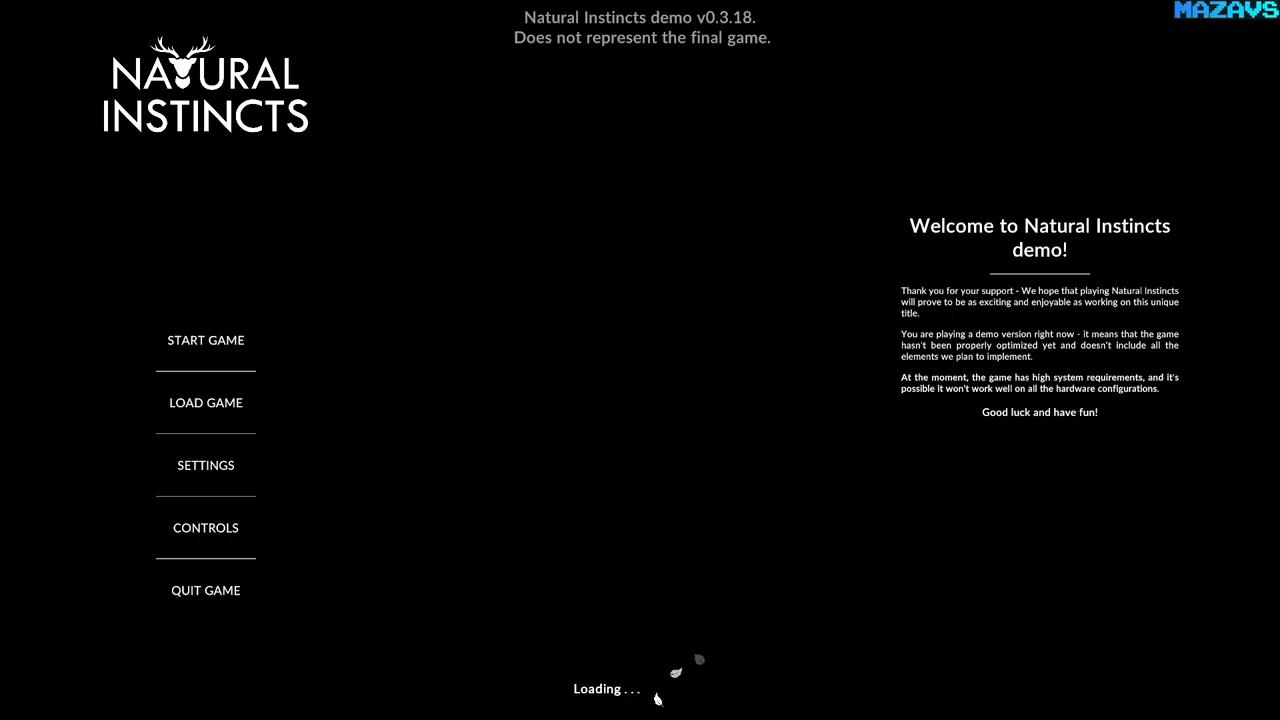 Natural Instincts demo v0.3.18.
Does not represent the final game.
MAZAVS
NATURAL
INSTINCTS
Welcome to Natural Instincts
demo!
Thank you for your support - We hope that playing Natural Instincts
will prove to be as exciting and enjoyable as working on this unique
title.
You are playing a demo version right now - it means that the game
hasn't been properly optimized yet and doesn't include all the
elements we plan to implement.
At the moment, the game has high system requirements, and it's
possible it won't work well on all the hardware configurations.
Good luck and have fun!
START GAME
LOAD GAME
SETTINGS
CONTROLS
QUIT GAME
Loading . . .